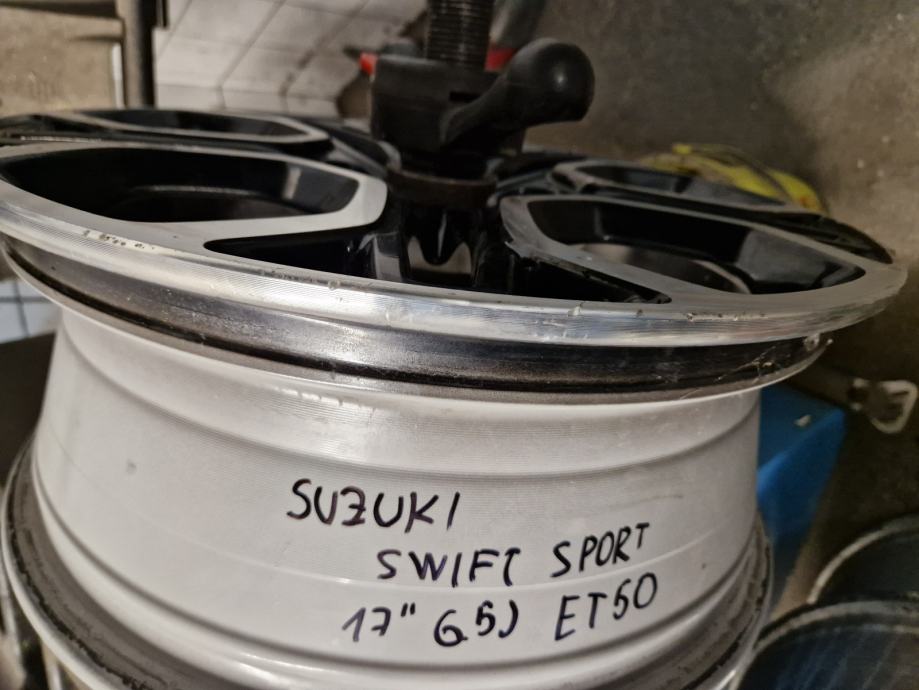 SUZUKI
SWIFT SPORT
17" 6.5J ET50